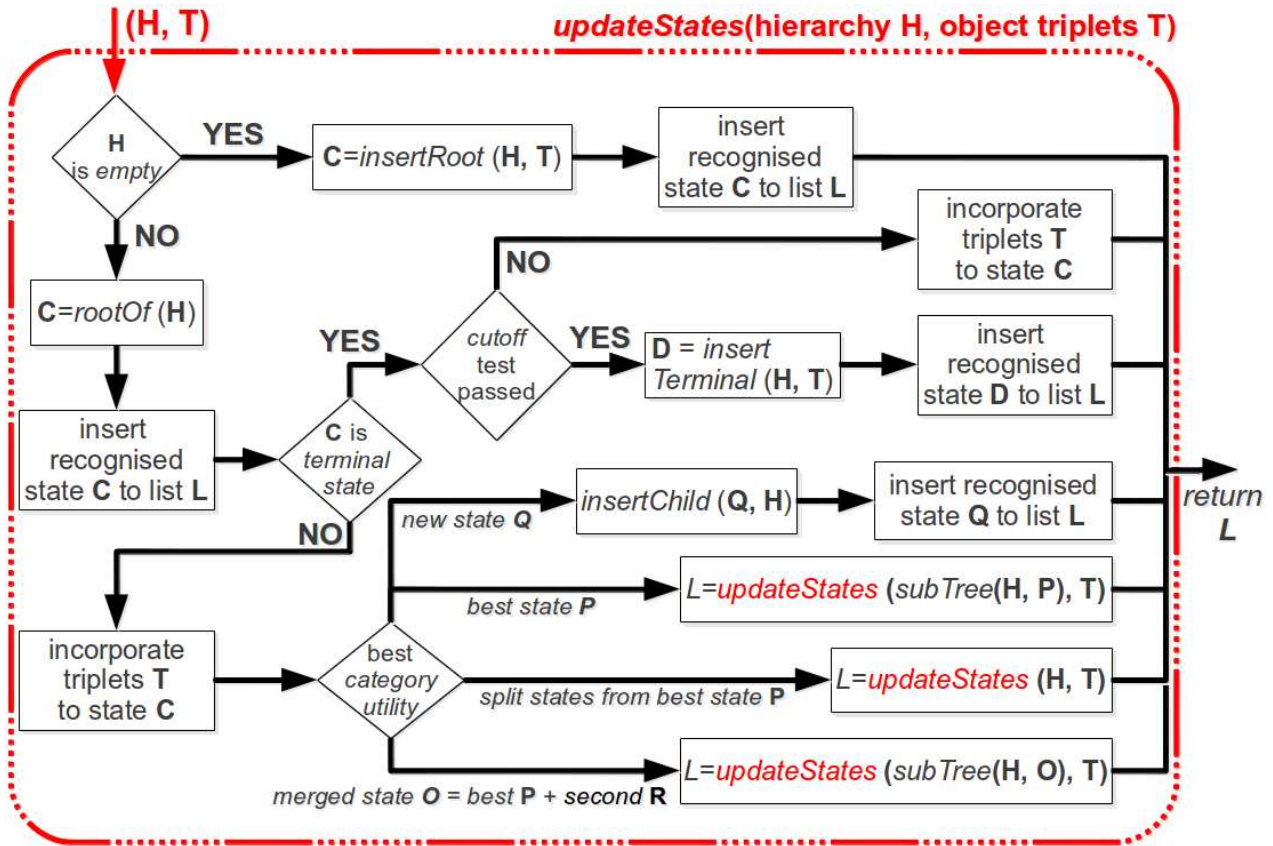 (H, T)
updateStates(hierarchy H, object triplets T)
H
is empty
YES
C=insertRoot (H, T)
insert
recognised
state C to list L
NO
incorporate
triplets T
to state C
NO
C=rootOf (H)
YES
cutoff
test
passed
YES
D = insert
Terminal (H, T)
insert
recognised
state D to list L
insert
recognised
state C to list L
C is
terminal
state
NO
new state Q
insertChild (Q, H)
insert recognised
state Q to list L
return
L
best state P
L=updateStates (subTree(H, P), T)
incorporate
triplets T
to state C
best
category
utility
split states from best state P
L=updateStates (H, T)
merged state O = best P + second R
L=updateStates (subTree(H, O), T)